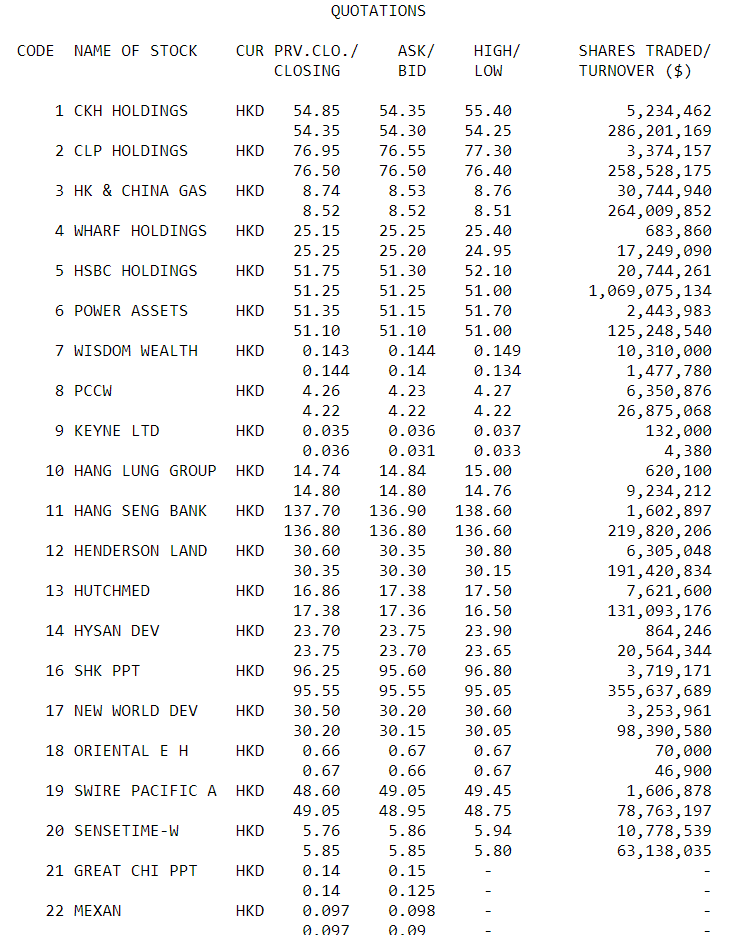 QUOTATIONS
CODE NAME OF STOCK CUR PRV.CLO./ ASK/ HIGH/ SHARES TRADED/
CLOSING BID LOW TURNOVER ($)
1 CKH HOLDINGS HKD 54.85 54.35 55.40 5,234,462
54.35 54.30 54.25 286,201,169
2 CLP HOLDINGS HKD 76.95 76.55 77.30 3,374,157
76.50 76.50 76.40 258,528,175
3 HK & CHINA GAS HKD 8.74 8.53 8.76 30,744,940
8.52 8.52 8.51 264,009,852
4 WHARF HOLDINGS HKD 25.15 25.25 25.40 683,860
25.25 25.20 24.95 17,249,090
5 HSBC HOLDINGS HKD 51.75 51.30 52.10 20,744,261
51.25 51.25 51.00 1,069,075,134
6 POWER ASSETS HKD 51.35 51.15 51.70 2,443,983
51.10 51.10 51.00 125,248,540
7 WISDOM WEALTH HKD 0.143 0.144 0.149 10,310,000
0.144 0.14 0.134 1,477,780
8 PCCW HKD 4.26 4.23 4.27 6,350,876
4.22 4.22 4.22 26,875,068
9 KEYNE LTD HKD 0.035 0.036 0.037 132,000
0.036 0.031 0.033 4,380
10 HANG LUNG GROUP HKD 14.74 14.84 15.00 620,100
14.80 14.80 14.76 9,234,212
11 HANG SENG BANK HKD 137.70 136.90 138.60 1,602,897
136.80 136.80 136.60 219,820,206
12 HENDERSON LAND HKD 30.60 30.35 30.80 6,305,048
30.35 30.30 30.15 191,420,834
13 HUTCHMED HKD 16.86 17.38 17.50 7,621,600
17.38 17.36 16.50 131,093,176
14 HYSAN DEV HKD 23.70 23.75 23.90 864,246
23.75 23.70 23.65 20,564,344
16 SHK PPT HKD 96.25 95.60 96.80 3,719,171
95.55 95.55 95.05 355,637,689
17 NEW WORLD DEV HKD 30.50 30.20 30.60 3,253,961
30.20 30.15 30.05 98,390,580
18 ORIENTAL E H HKD 0.66 0.67 0.67 70,000
0.67 0.66 0.67 46,900
19 SWIRE PACIFIC A HKD 48.60 49.05 49.45 1,606,878
49.05 48.95 48.75 78,763,197
20 SENSETIME-W HKD 5.76 5.86 5.94 10,778,539
5.85 5.85 5.80 63,138,035
21 GREAT CHI PPT HKD 0.14 0.15 - -
0.14 0.125 - -
22 MEXAN HKD 0.097 0.098 - -
0.097 0.09 - -